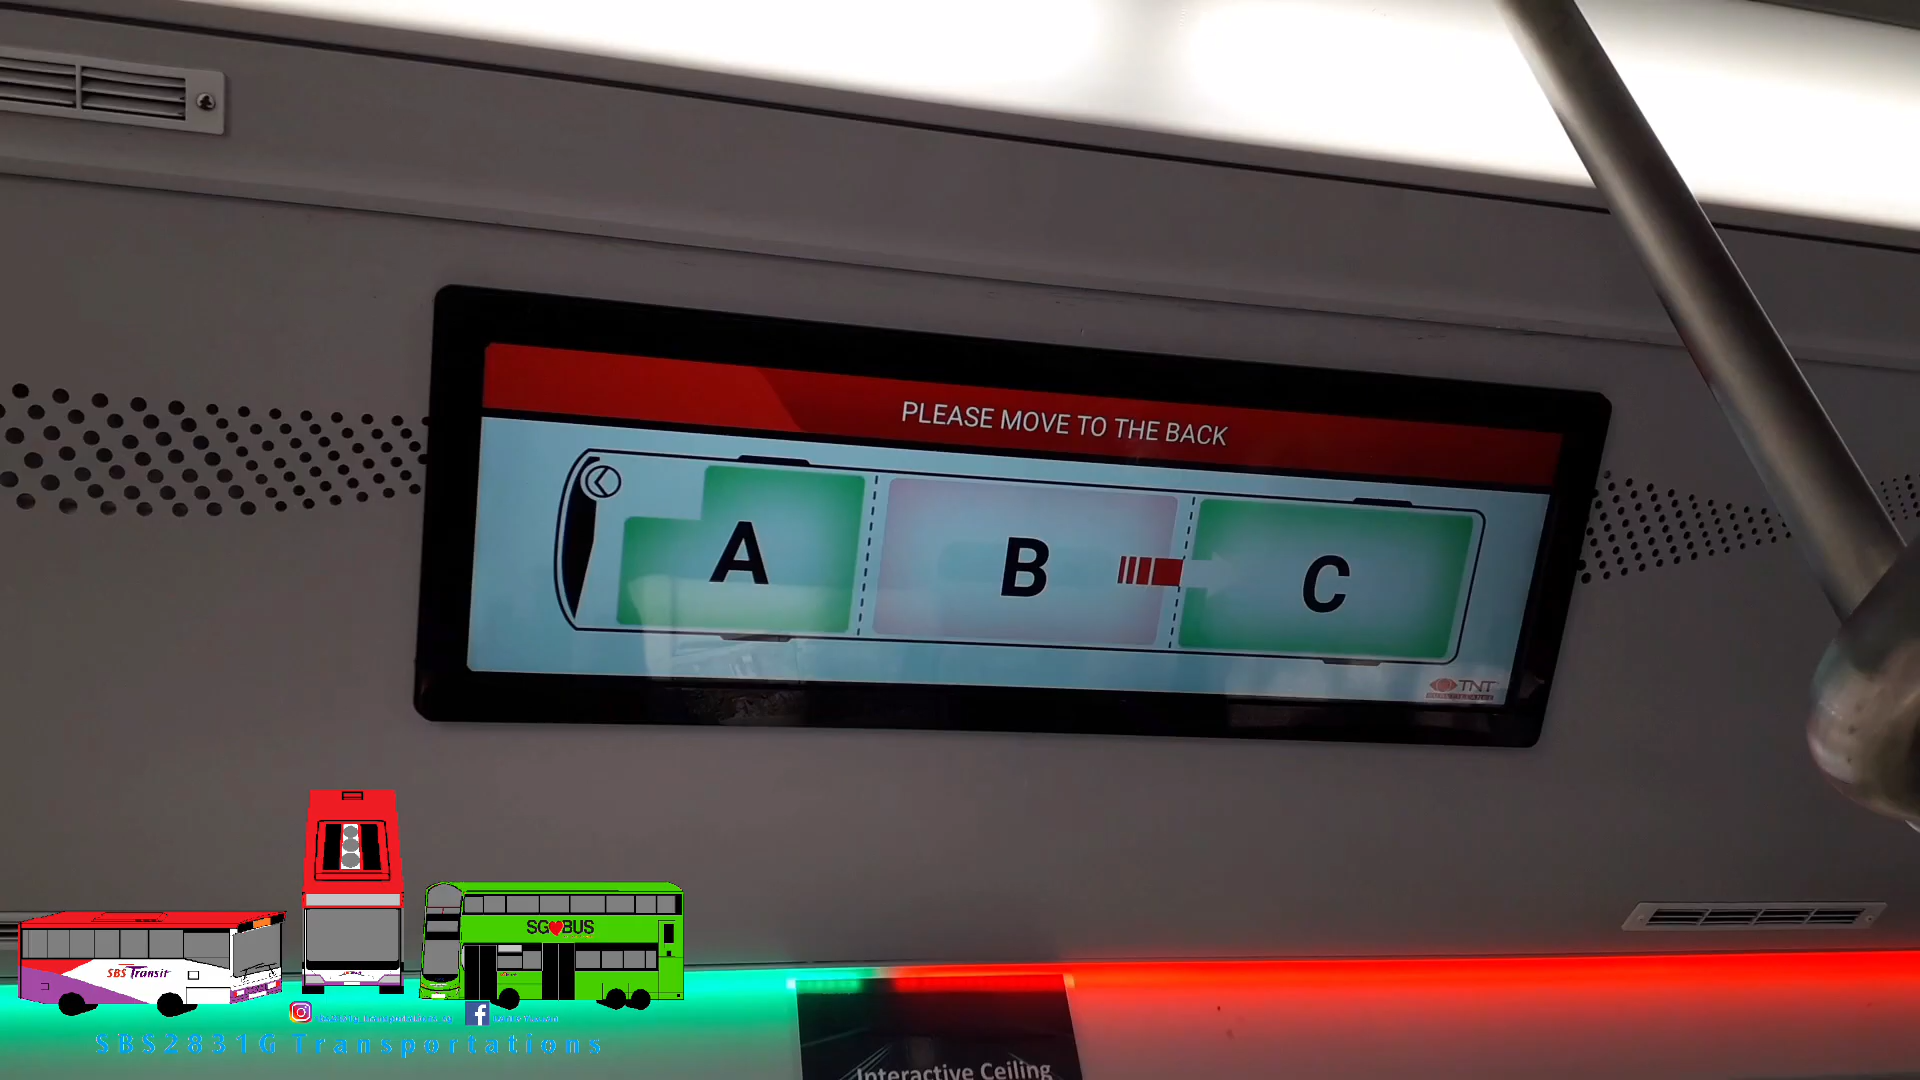 PLEASE MOVE TO THE BACK
A
B
C
TNT
SG❤BUS
SBS Transit
SBS2831G Transportations
Interactive Ceiling